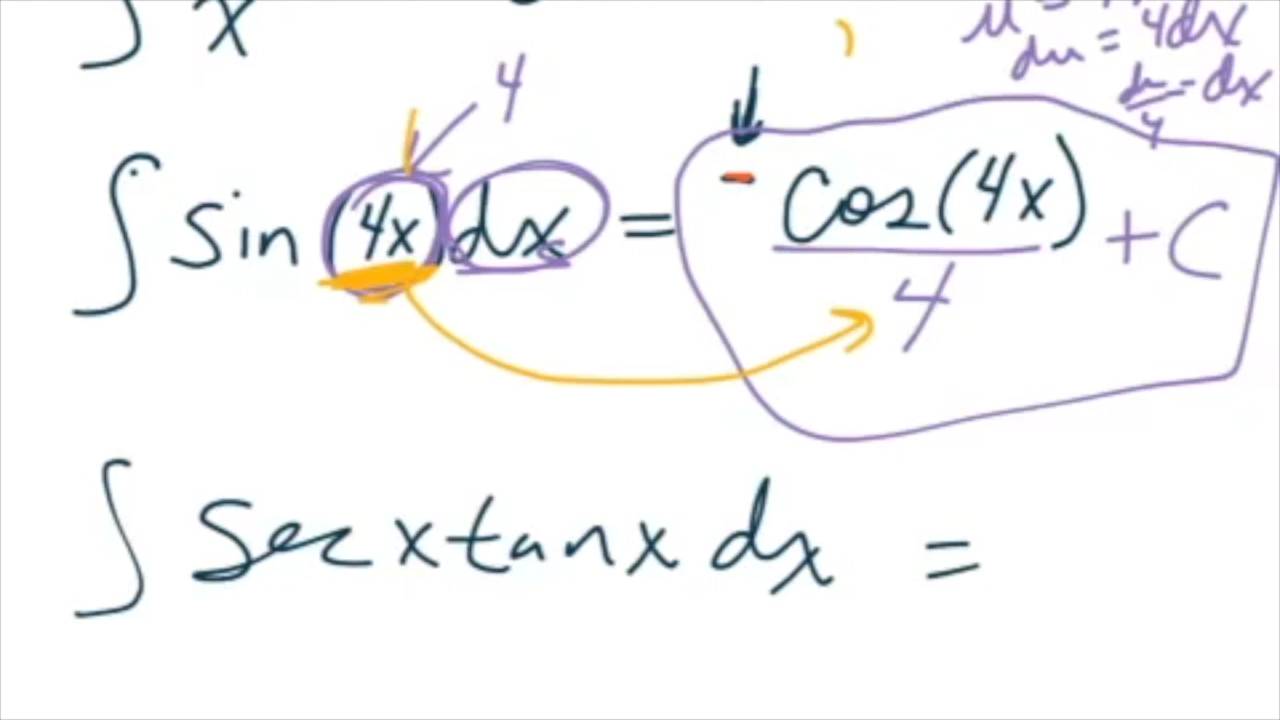 ∫ x
du = 4dx
du/4 = dx
4
∫ sin (4x) dx = - cos(4x)/4 + C
∫ sec x tan x dx =